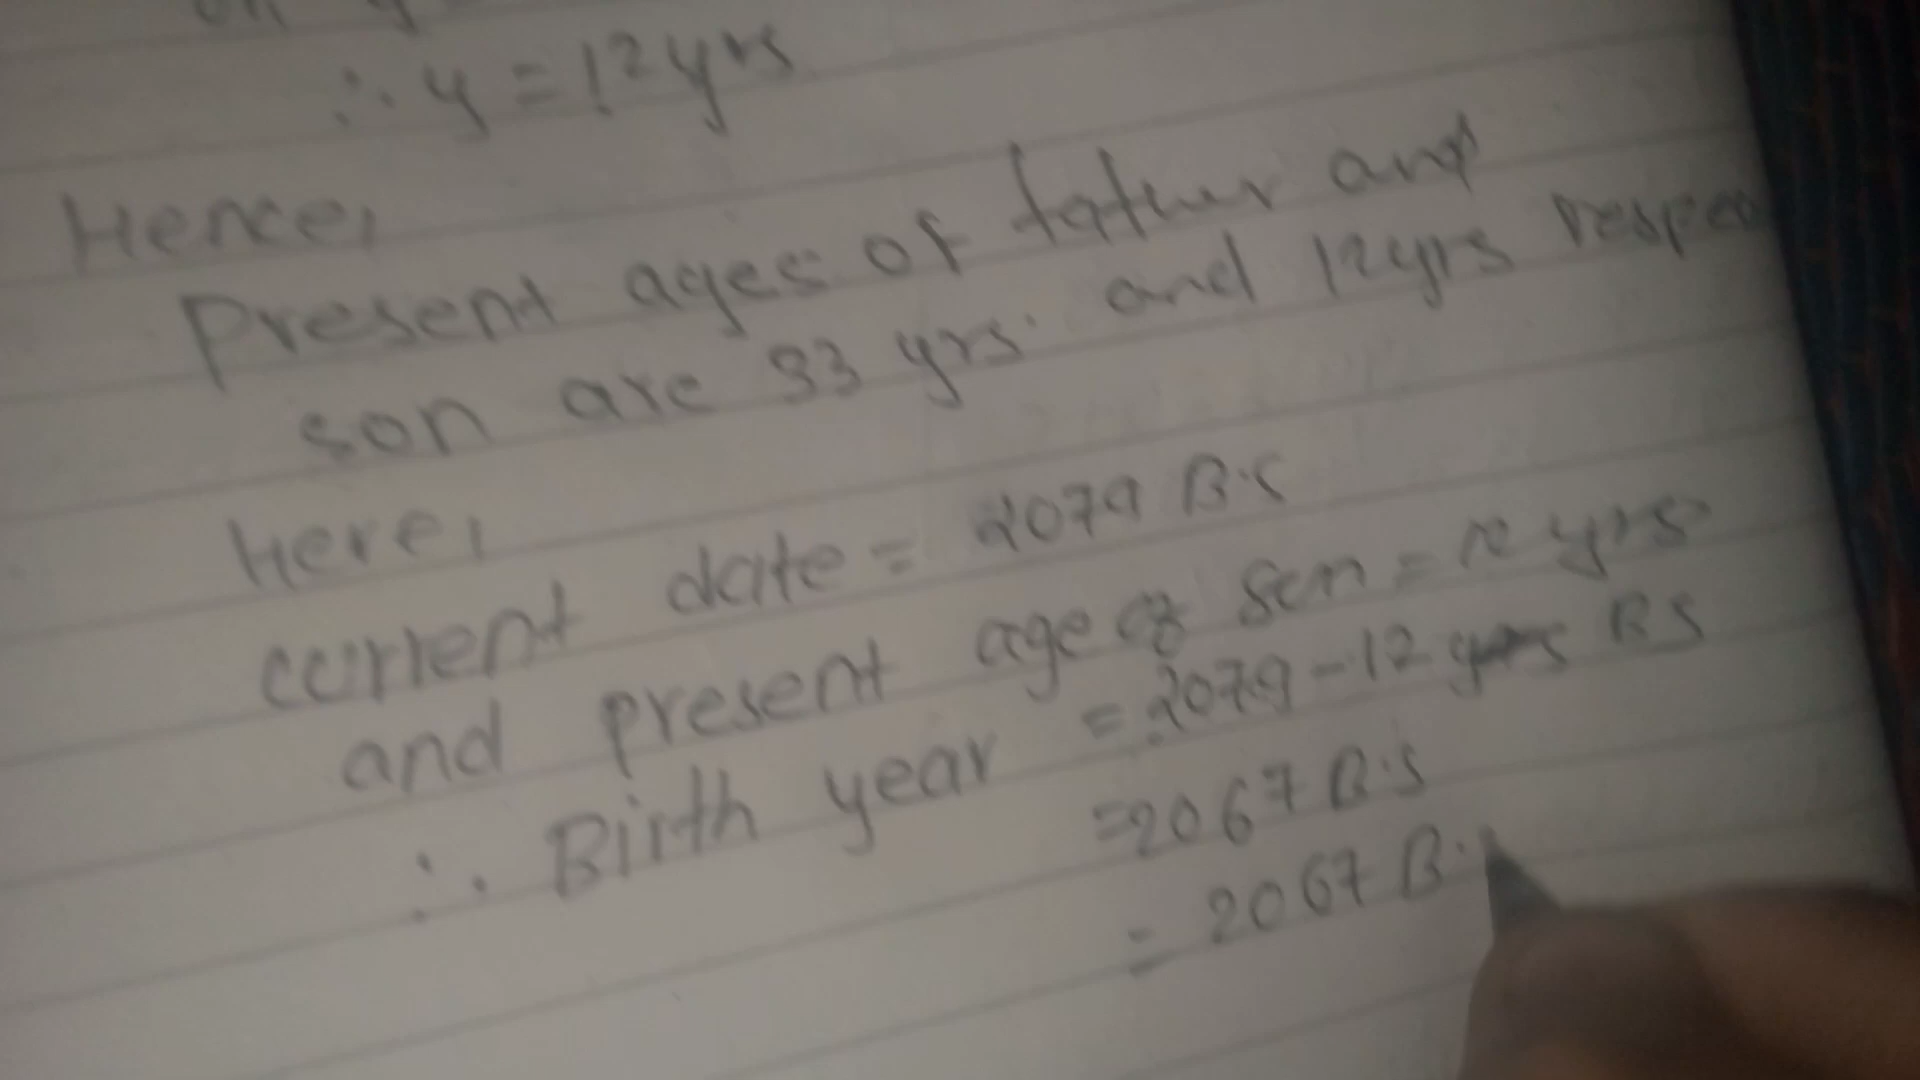 ∴ y = 12 yrs
Hence,
Present ages of father and
son are 33 yrs. and 12yrs
Here,
current date = 2079 B.S
and present age of son = 12 yrs
∴ Birth year = 2079 - 12 yrs BS
= 2067 B.S
= 2067 B.